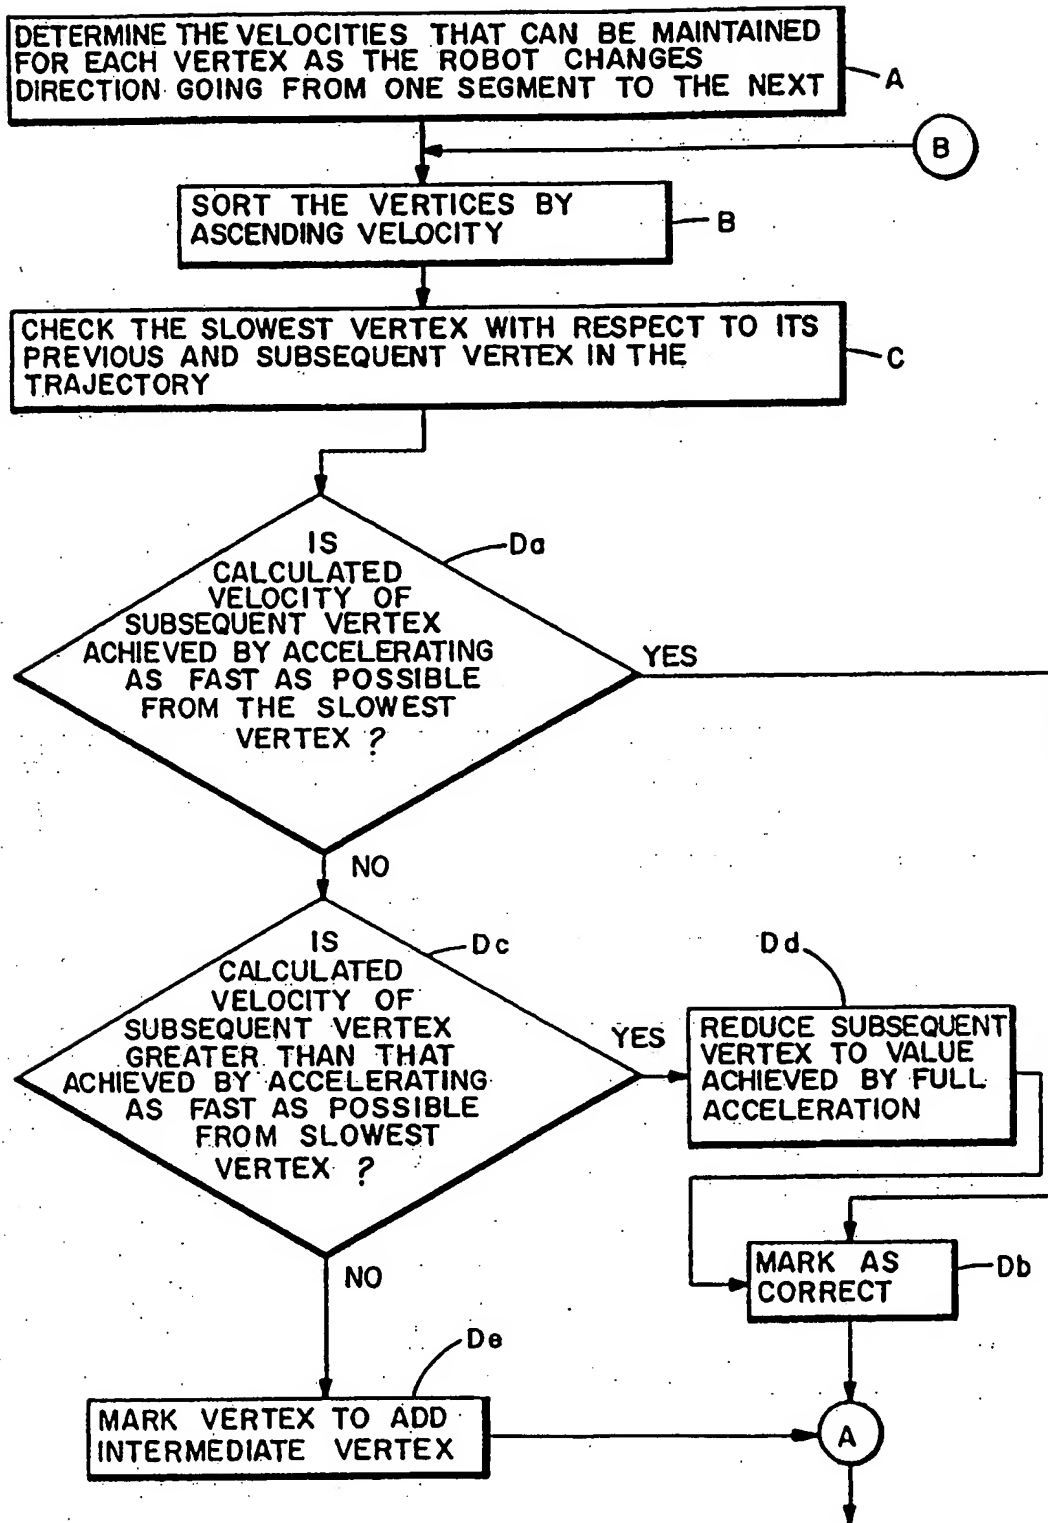 DETERMINE THE VELOCITIES THAT CAN BE MAINTAINED
FOR EACH VERTEX AS THE ROBOT CHANGES
DIRECTION GOING FROM ONE SEGMENT TO THE NEXT
A
B
SORT THE VERTICES BY
ASCENDING VELOCITY
B
CHECK THE SLOWEST VERTEX WITH RESPECT TO ITS
PREVIOUS AND SUBSEQUENT VERTEX IN THE
TRAJECTORY
C
IS
CALCULATED
VELOCITY OF
SUBSEQUENT VERTEX
ACHIEVED BY ACCELERATING
AS FAST AS POSSIBLE
FROM THE SLOWEST
VERTEX ?
Da
YES
NO
IS
CALCULATED
VELOCITY OF
SUBSEQUENT VERTEX
GREATER THAN THAT
ACHIEVED BY ACCELERATING
AS FAST AS POSSIBLE
FROM SLOWEST
VERTEX ?
Dc
YES
Dd
REDUCE SUBSEQUENT
VERTEX TO VALUE
ACHIEVED BY FULL
ACCELERATION
MARK AS
CORRECT
Db
NO
De
MARK VERTEX TO ADD
INTERMEDIATE VERTEX
A